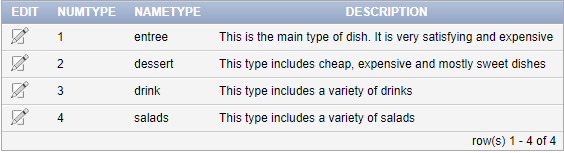 EDIT NUMTYPE NAMETYPE DESCRIPTION
1 entree This is the main type of dish. It is very satisfying and expensive
2 dessert This type includes cheap, expensive and mostly sweet dishes
3 drink This type includes a variety of drinks
4 salads This type includes a variety of salads
row(s) 1 - 4 of 4